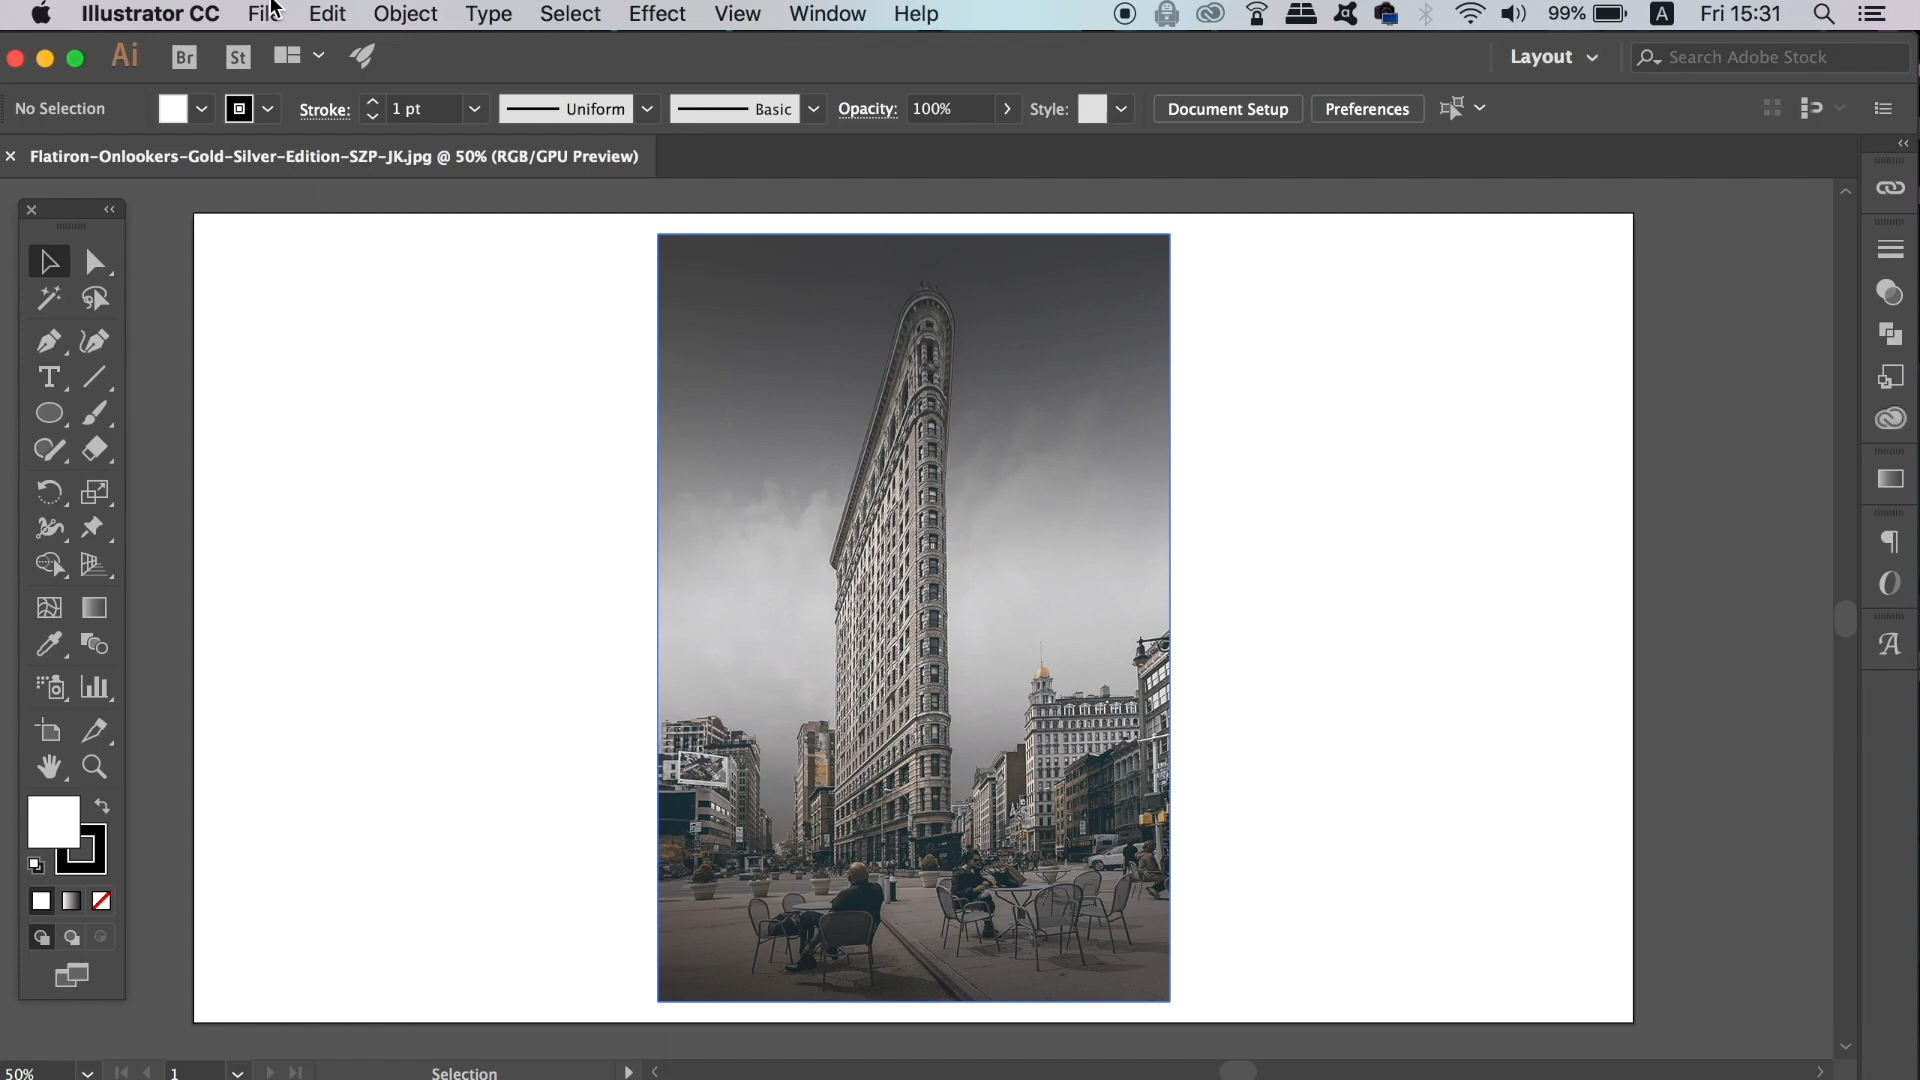 Illustrator CC File Edit Object Type Select Effect View Window Help 99% A Fri 15:31
Ai Br St Layout Search Adobe Stock
No Selection Stroke: 1 pt Uniform Basic Opacity: 100% Style: Document Setup Preferences
Flatiron-Onlookers-Gold-Silver-Edition-SZP-JK.jpg @ 50% (RGB/GPU Preview)
50% 1 Selection